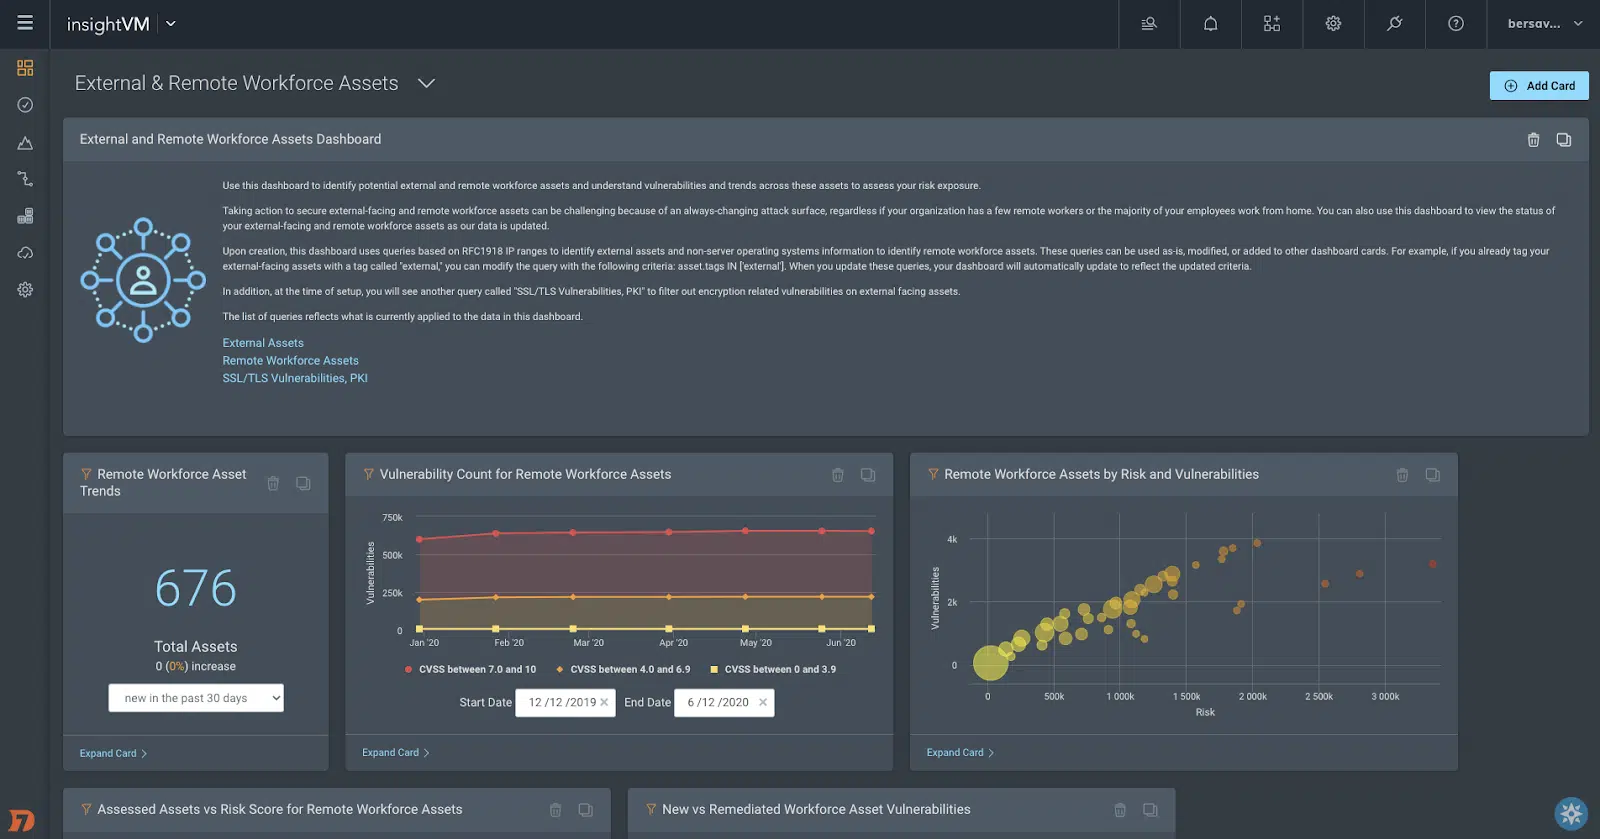 insightVM
bersav...
External & Remote Workforce Assets
Add Card
External and Remote Workforce Assets Dashboard
Use this dashboard to identify potential external and remote workforce assets and understand vulnerabilities and trends across these assets to assess your risk exposure.
Taking action to secure external-facing and remote workforce assets can be challenging because of an always-changing attack surface, regardless if your organization has a few remote workers or the majority of your employees work from home. You can also use this dashboard to view the status of
your external-facing and remote workforce assets as our data is updated.
Upon creation, this dashboard uses queries based on RFC1918 IP ranges to identify external assets and non-server operating systems information to identify remote workforce assets. These queries can be used as-is, modified, or added to other dashboard cards. For example, if you already tag your
external-facing assets with a tag called "external," you can modify the query with the following criteria: asset.tags IN ['external']. When you update these queries, your dashboard will automatically update to reflect the updated criteria.
In addition, at the time of setup, you will see another query called "SSL/TLS Vulnerabilities, PKI" to filter out encryption related vulnerabilities on external facing assets.
The list of queries reflects what is currently applied to the data in this dashboard.
External Assets
Remote Workforce Assets
SSL/TLS Vulnerabilities, PKI
Remote Workforce Asset
Trends
676
Total Assets
0 (0%) increase
new in the past 30 days
Expand Card
Vulnerability Count for Remote Workforce Assets
Vulnerabilities
750k
500k
250k
0
Jan '20 Feb '20 Mar '20 Apr '20 May '20 Jun '20
CVSS between 7.0 and 10 CVSS between 4.0 and 6.9 CVSS between 0 and 3.9
Start Date 12 /12 /2019 End Date 6 /12 /2020
Expand Card
Remote Workforce Assets by Risk and Vulnerabilities
Vulnerabilities
4k
2k
0
0 500k 1 000k 1 500k 2 000k 2 500k 3 000k
Risk
Expand Card
Assessed Assets vs Risk Score for Remote Workforce Assets
New vs Remediated Workforce Asset Vulnerabilities